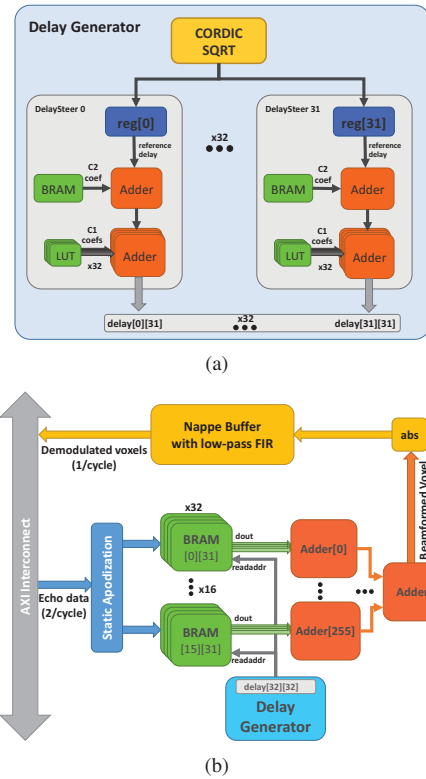 Delay Generator
CORDIC
SQRT
DelaySteer 0
DelaySteer 31
reg[0]
reg[31]
reference
delay
reference
delay
x32
C2
coef
C2
coef
BRAM
Adder
BRAM
Adder
C1
coefs
C1
coefs
LUT
x32
Adder
LUT
x32
Adder
delay[0][31]
x32
delay[31][31]
(a)
AXI Interconnect
Nappe Buffer
with low-pass FIR
abs
Demodulated voxels
(1/cycle)
Beamformed Voxel
x32
Static Apodization
BRAM
[0][31]
dout
readaddr
Adder[0]
Echo data
(2/cycle)
x16
Adder
BRAM
[15][31]
dout
readaddr
Adder[255]
delay[32][32]
Delay
Generator
(b)